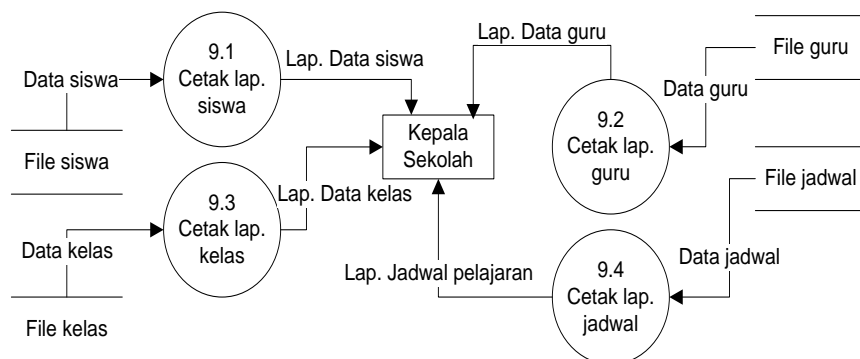 9.1
Cetak lap.
siswa
Lap. Data siswa
Data siswa
File siswa
Lap. Data guru
File guru
Data guru
9.2
Cetak lap.
guru
Kepala
Sekolah
9.3
Cetak lap.
kelas
Lap. Data kelas
Data kelas
File kelas
File jadwal
Data jadwal
9.4
Cetak lap.
jadwal
Lap. Jadwal pelajaran